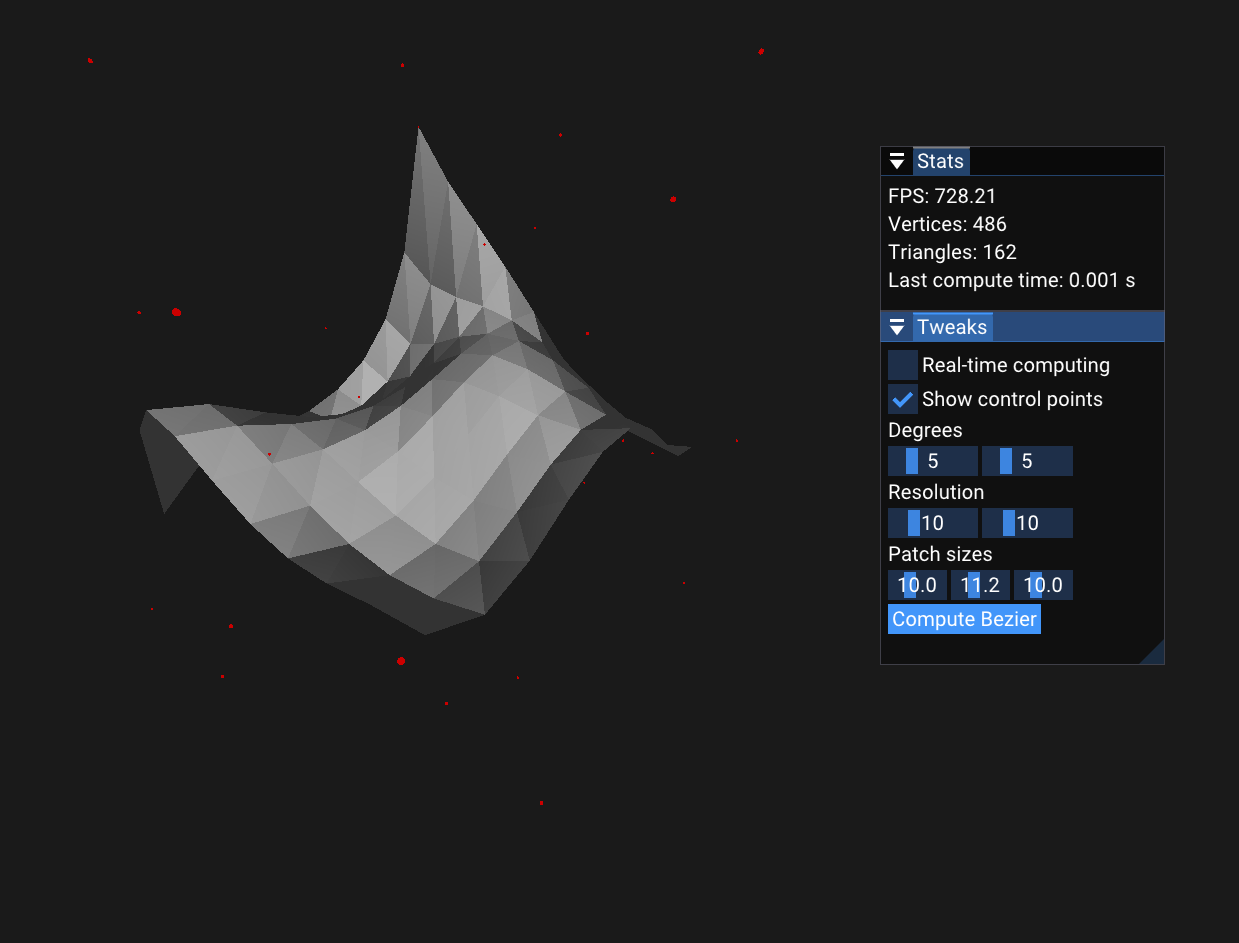 Stats
FPS: 728.21
Vertices: 486
Triangles: 162
Last compute time: 0.001 s
Tweaks
Real-time computing
Show control points
Degrees
5 5
Resolution
10 10
Patch sizes
10.0 11.2 10.0
Compute Bezier